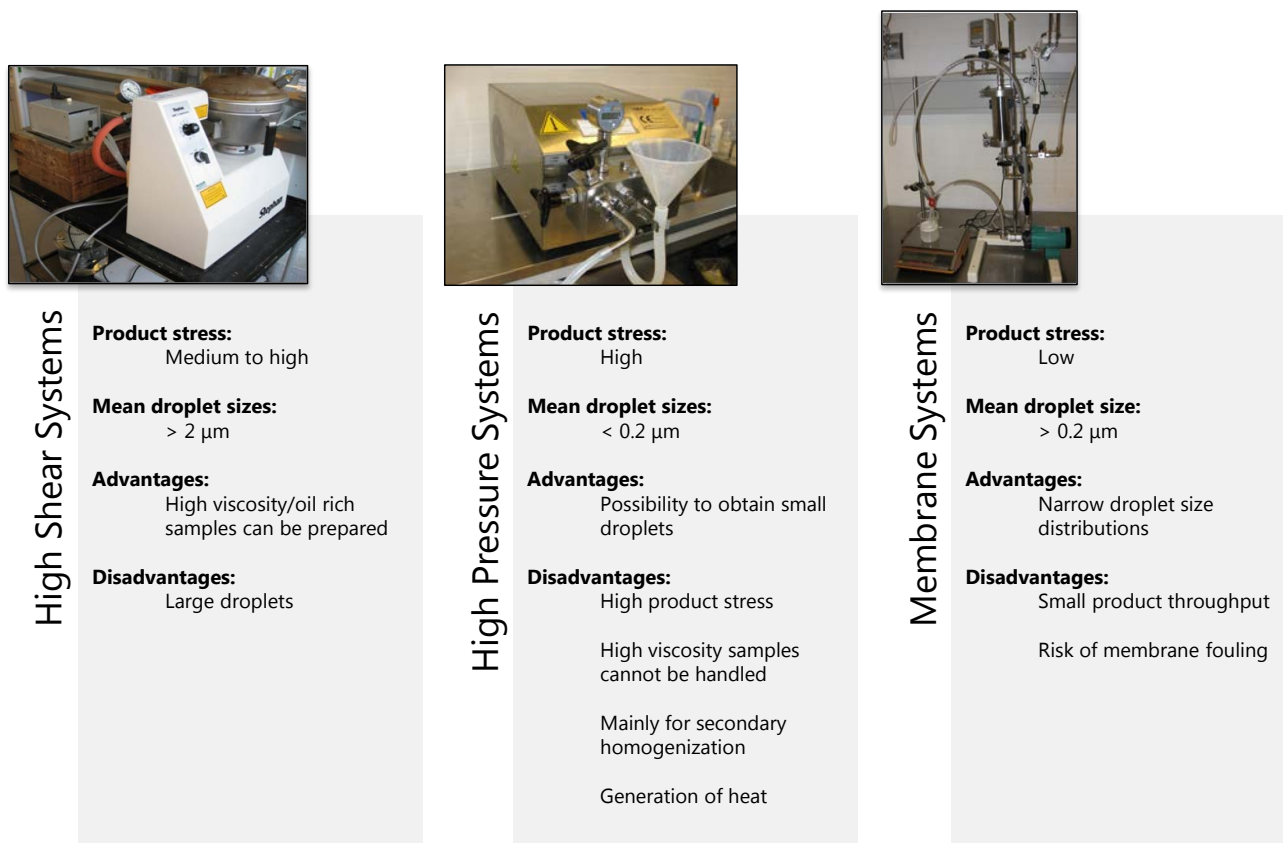 Stephan
High Shear Systems
Product stress:
Medium to high
Mean droplet sizes:
> 2 µm
Advantages:
High viscosity/oil rich
samples can be prepared
Disadvantages:
Large droplets
High Pressure Systems
Product stress:
High
Mean droplet sizes:
< 0.2 µm
Advantages:
Possibility to obtain small
droplets
Disadvantages:
High product stress
High viscosity samples
cannot be handled
Mainly for secondary
homogenization
Generation of heat
Membrane Systems
Product stress:
Low
Mean droplet size:
> 0.2 µm
Advantages:
Narrow droplet size
distributions
Disadvantages:
Small product throughput
Risk of membrane fouling